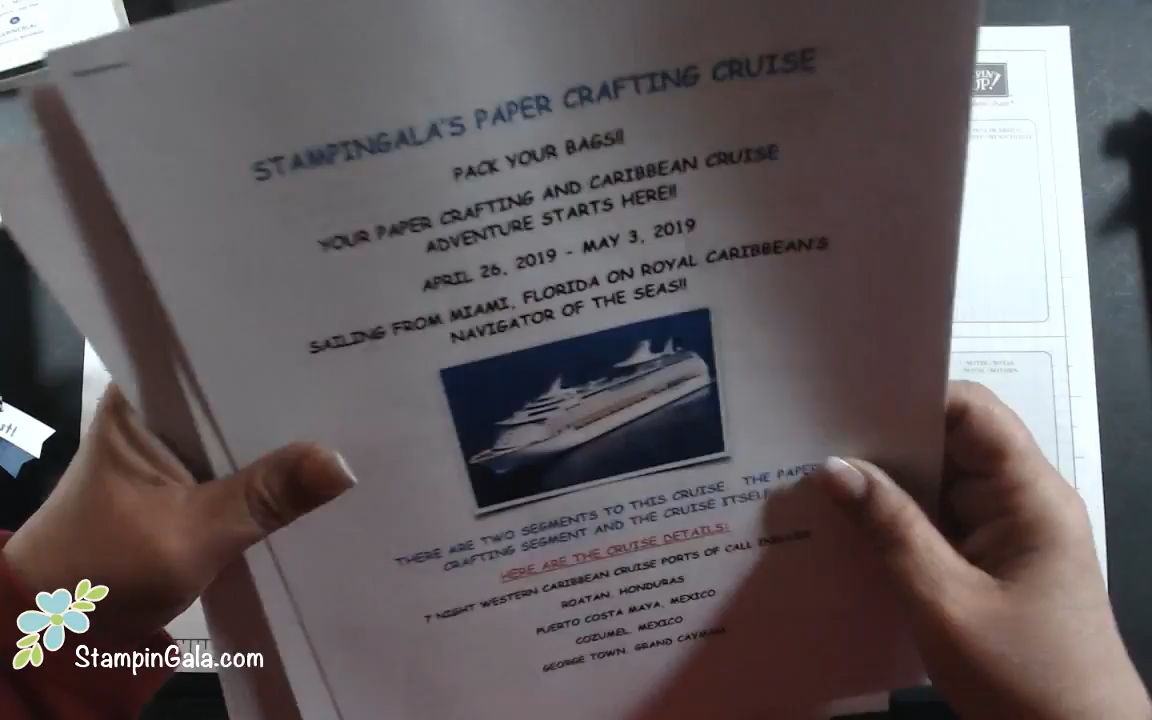 STAMPINGALA'S PAPER CRAFTING CRUISE
PACK YOUR BAGS!!
YOUR PAPER CRAFTING AND CARIBBEAN CRUISE
ADVENTURE STARTS HERE!!
APRIL 26, 2019 - MAY 3, 2019
SAILING FROM MIAMI, FLORIDA ON ROYAL CARIBBEAN'S
NAVIGATOR OF THE SEAS!!
THERE ARE TWO SEGMENTS TO THIS CRUISE. THE PAPER
CRAFTING SEGMENT AND THE CRUISE ITSELF
HERE ARE THE CRUISE DETAILS:
7 NIGHT WESTERN CARIBBEAN CRUISE PORTS OF CALL
ROATAN, HONDURAS
PUERTO COSTA MAYA, MEXICO
COZUMEL, MEXICO
GEORGE TOWN, GRAND CAYMAN
UP!
StampinGala.com